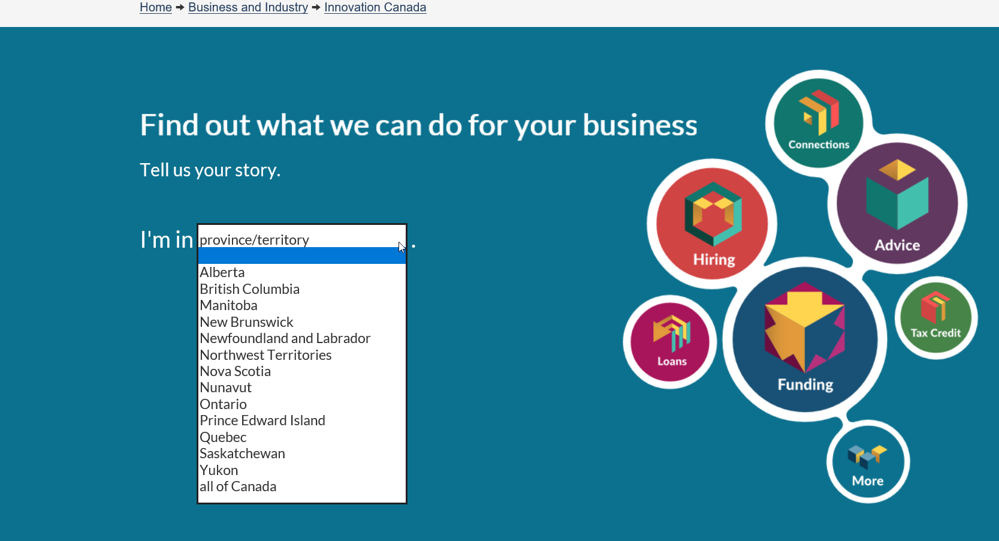 Home ➞ Business and Industry ➞ Innovation Canada
Find out what we can do for your business
Tell us your story.
I'm in province/territory .
Alberta
British Columbia
Manitoba
New Brunswick
Newfoundland and Labrador
Northwest Territories
Nova Scotia
Nunavut
Ontario
Prince Edward Island
Quebec
Saskatchewan
Yukon
all of Canada
Connections
Advice
Hiring
Tax Credit
Loans
Funding
More